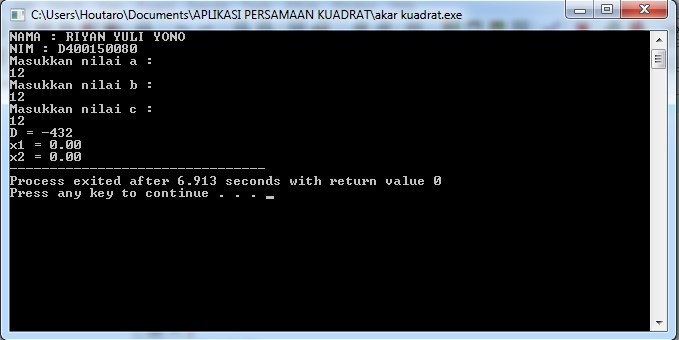 C:\Users\Houtaro\Documents\APLIKASI PERSAMAAN KUADRAT\akar kuadrat.exe
NAMA : RIYAN YULI YONO
NIM : D400150080
Masukkan nilai a :
12
Masukkan nilai b :
12
Masukkan nilai c :
12
D = -432
x1 = 0.00
x2 = 0.00
--------------------------------
Process exited after 6.913 seconds with return value 0
Press any key to continue . . . _